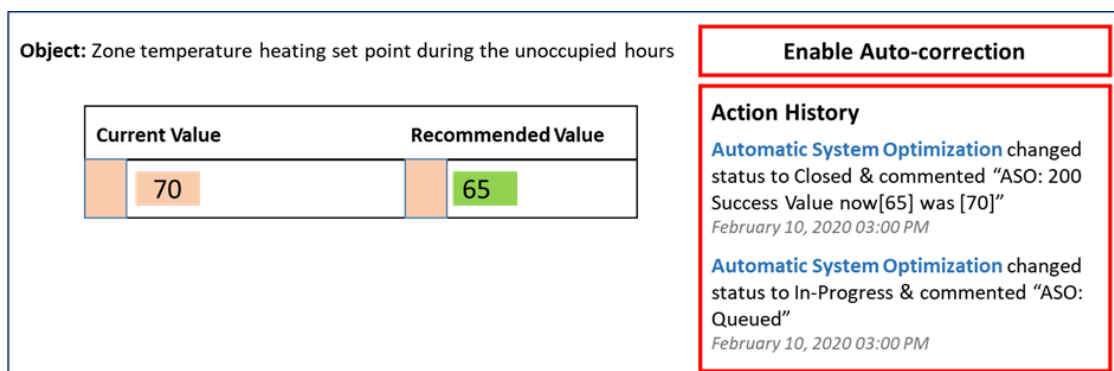 Object: Zone temperature heating set point during the unoccupied hours
Current Value Recommended Value
70 65
Enable Auto-correction
Action History
Automatic System Optimization changed
status to Closed & commented “ASO: 200
Success Value now[65] was [70]”
February 10, 2020 03:00 PM
Automatic System Optimization changed
status to In-Progress & commented “ASO:
Queued”
February 10, 2020 03:00 PM